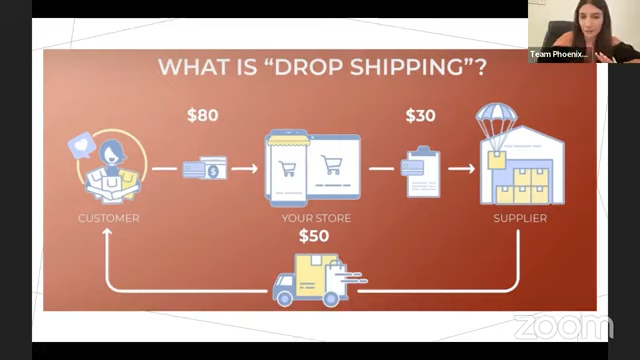 Team Phoenix...
WHAT IS “DROP SHIPPING”?
$80
$30
CUSTOMER
YOUR STORE
SUPPLIER
$50
zoom